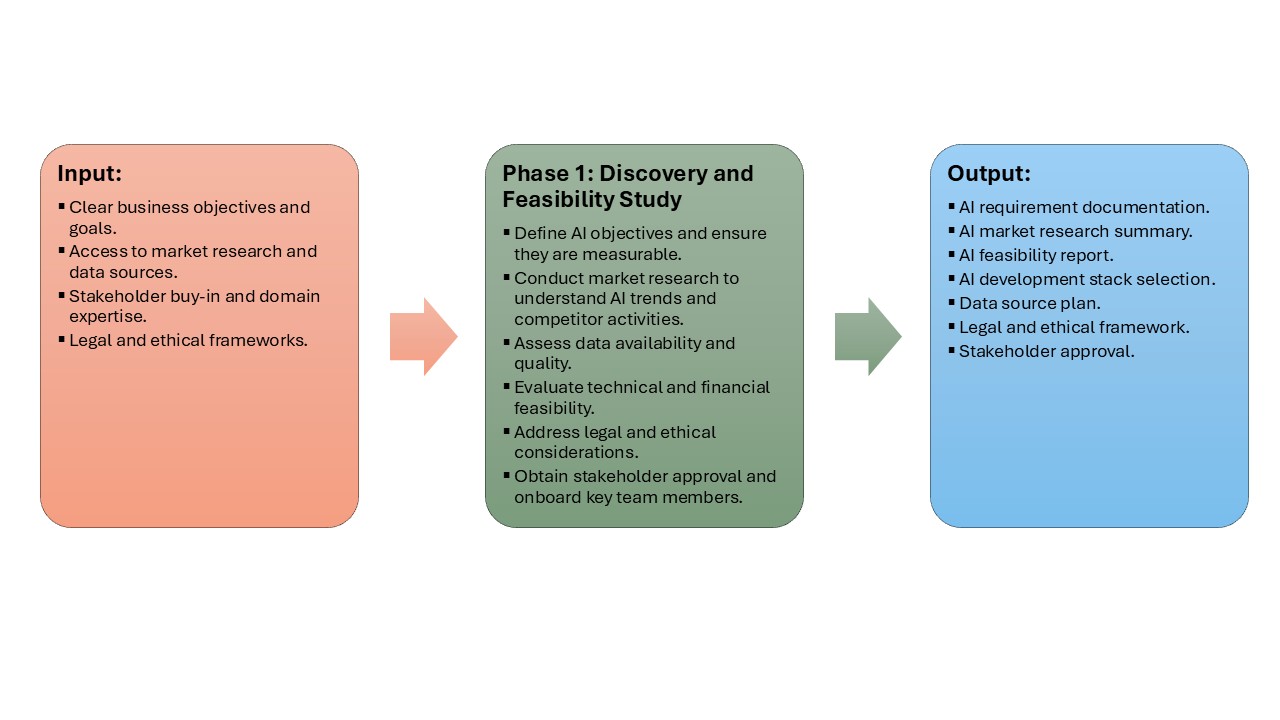 Input:
▪ Clear business objectives and
goals.
▪ Access to market research and
data sources.
▪ Stakeholder buy-in and domain
expertise.
▪ Legal and ethical frameworks.
Phase 1: Discovery and
Feasibility Study
▪ Define AI objectives and ensure
they are measurable.
▪ Conduct market research to
understand AI trends and
competitor activities.
▪ Assess data availability and
quality.
▪ Evaluate technical and financial
feasibility.
▪ Address legal and ethical
considerations.
▪ Obtain stakeholder approval and
onboard key team members.
Output:
▪ AI requirement documentation.
▪ AI market research summary.
▪ AI feasibility report.
▪ AI development stack selection.
▪ Data source plan.
▪ Legal and ethical framework.
▪ Stakeholder approval.